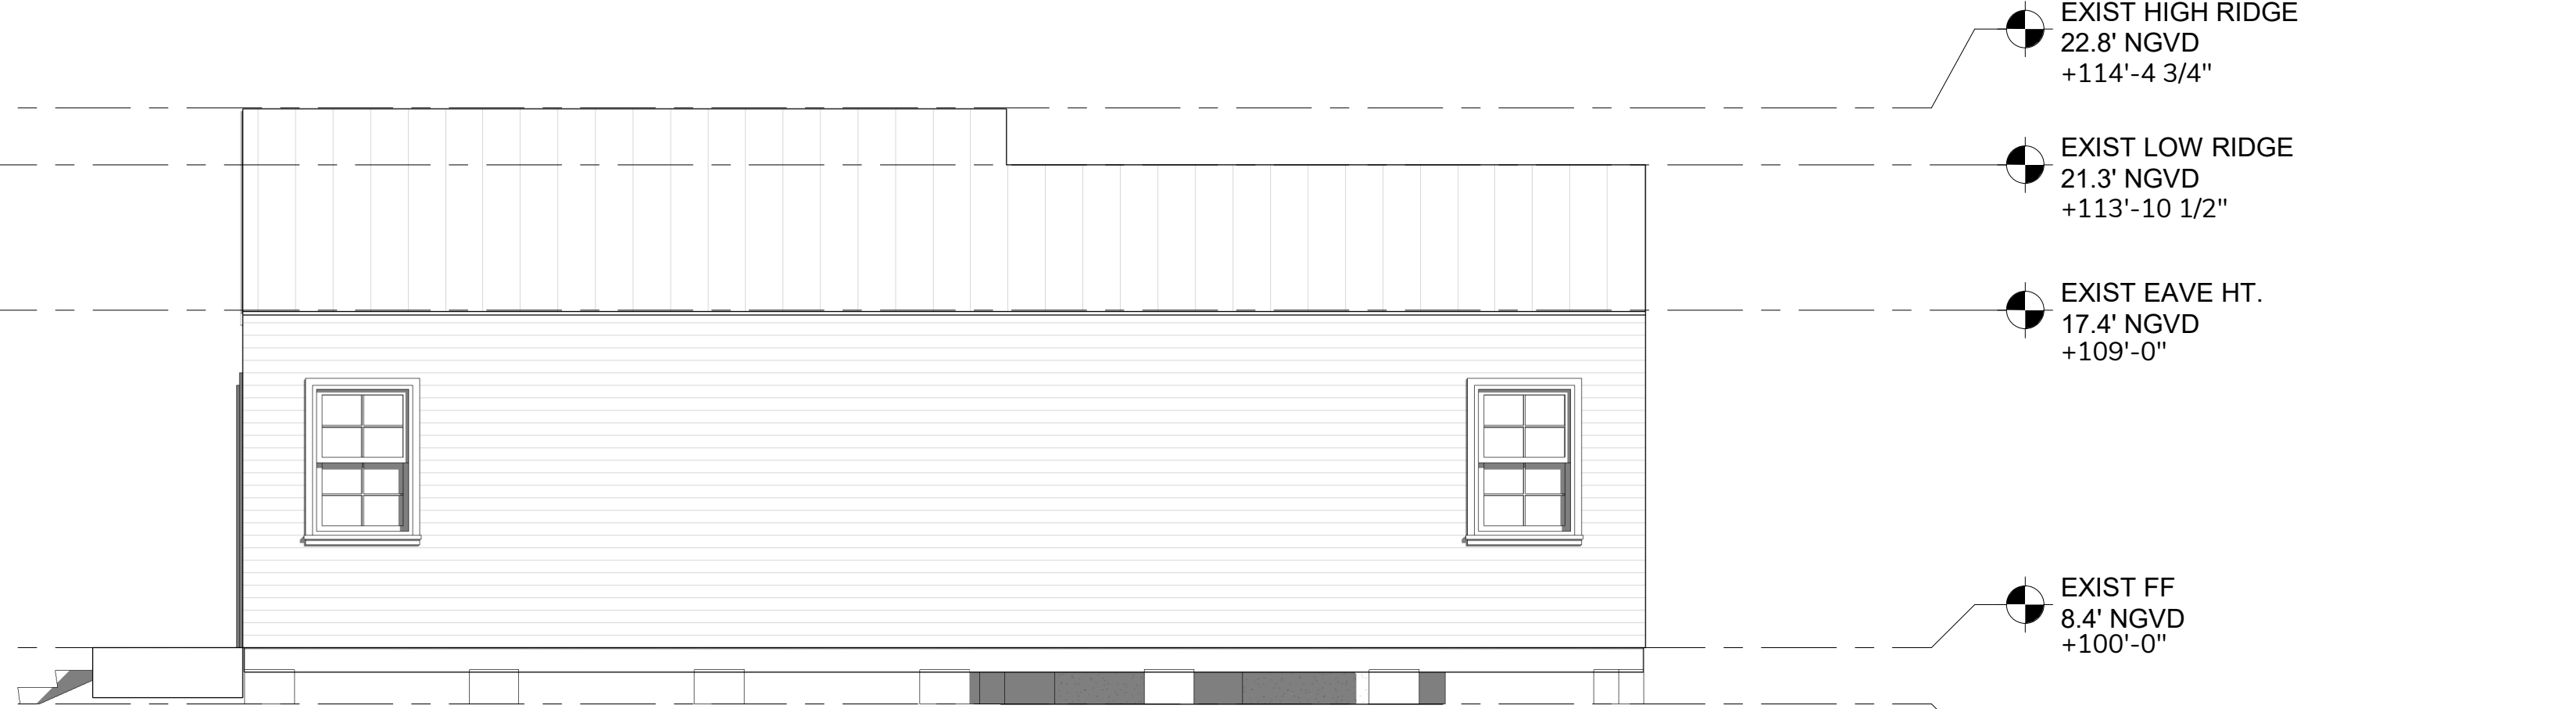 EXIST HIGH RIDGE
22.8' NGVD
+114'-4 3/4"
EXIST LOW RIDGE
21.3' NGVD
+113'-10 1/2"
EXIST EAVE HT.
17.4' NGVD
+109'-0"
EXIST FF
8.4' NGVD
+100'-0"